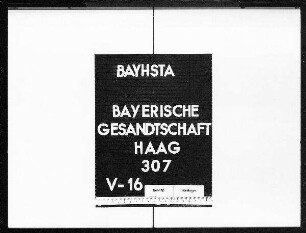 BAYHSTA
BAYERISCHE
GESANDTSCHAFT
HAAG
307
V-16